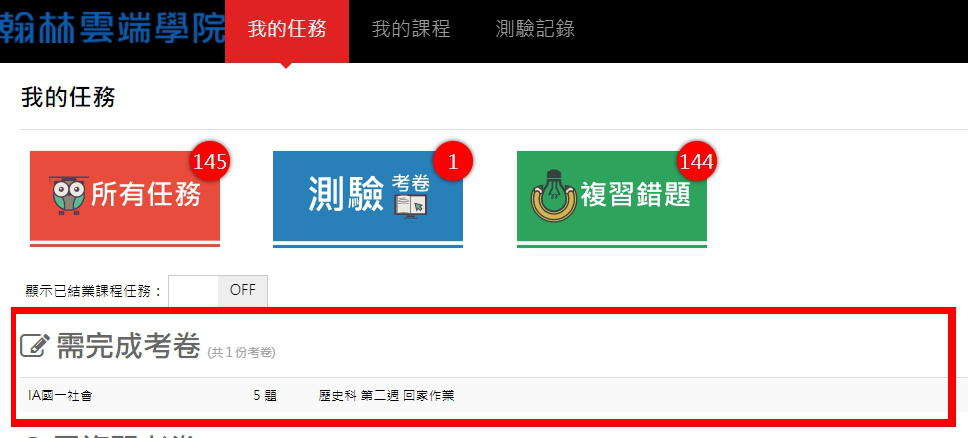 翰林雲端學院 我的任務 我的課程 測驗記錄
我的任務
145 1 144
所有任務 測驗 考卷 複習錯題
顯示已結業課程任務： OFF
需完成考卷 (共1份考卷)
IA國一社會 5 題 歷史科 第二週 回家作業